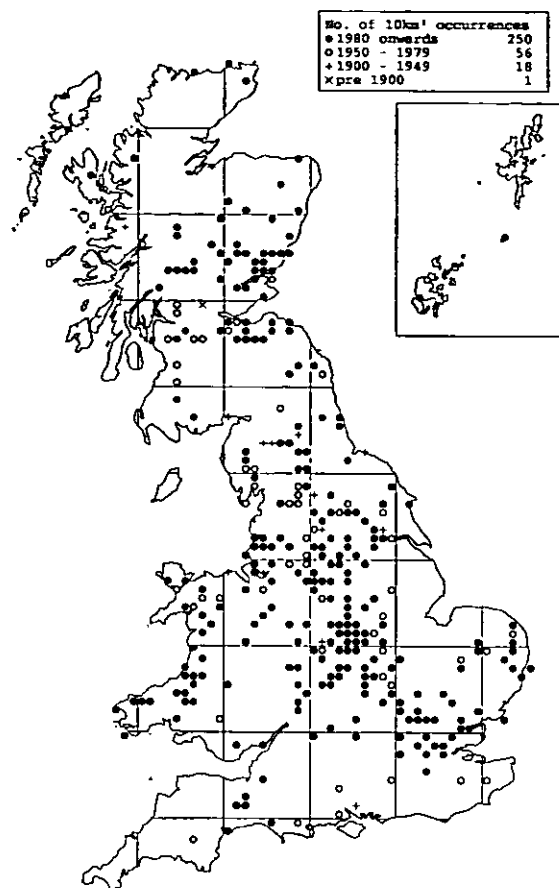 No. of 10km² occurrences
● 1980 onwards 250
○ 1950 - 1979 56
+ 1900 - 1949 18
× pre 1900 1